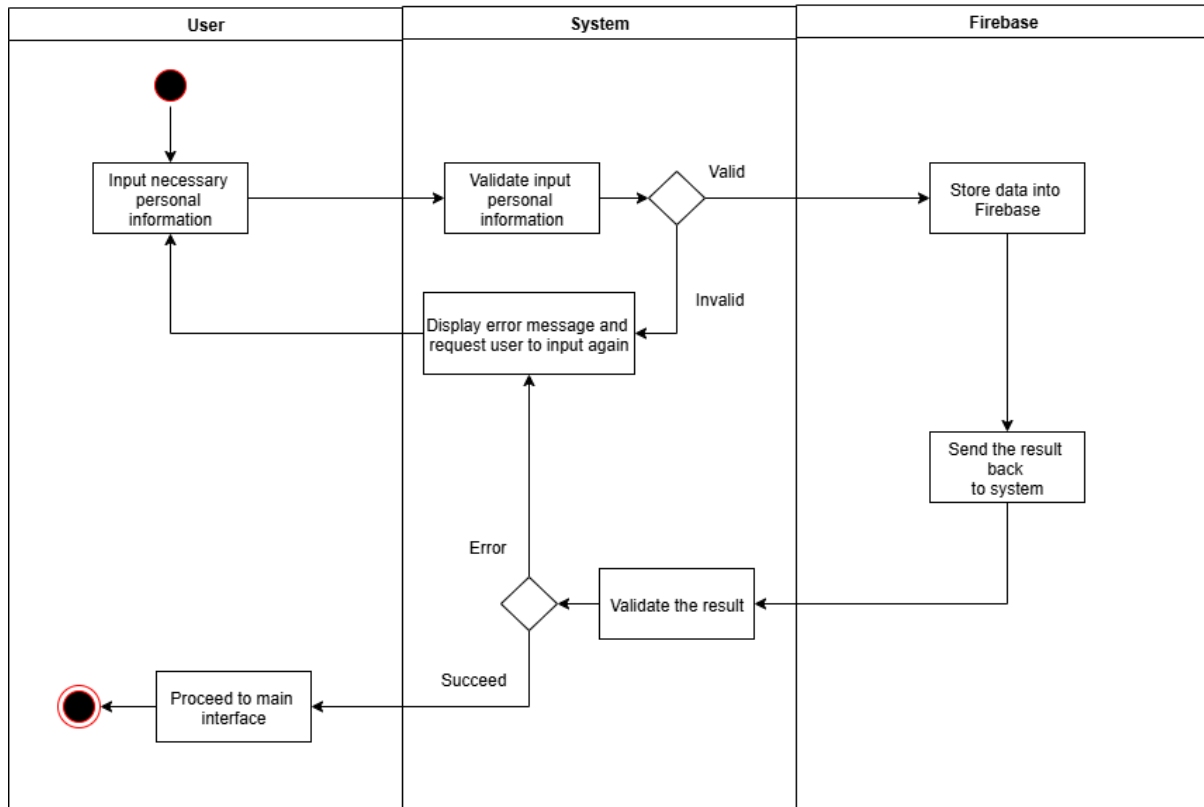 User
System
Firebase
Input necessary
personal
information
Validate input
personal
information
Valid
Store data into
Firebase
Invalid
Display error message and
request user to input again
Send the result
back
to system
Error
Validate the result
Succeed
Proceed to main
interface